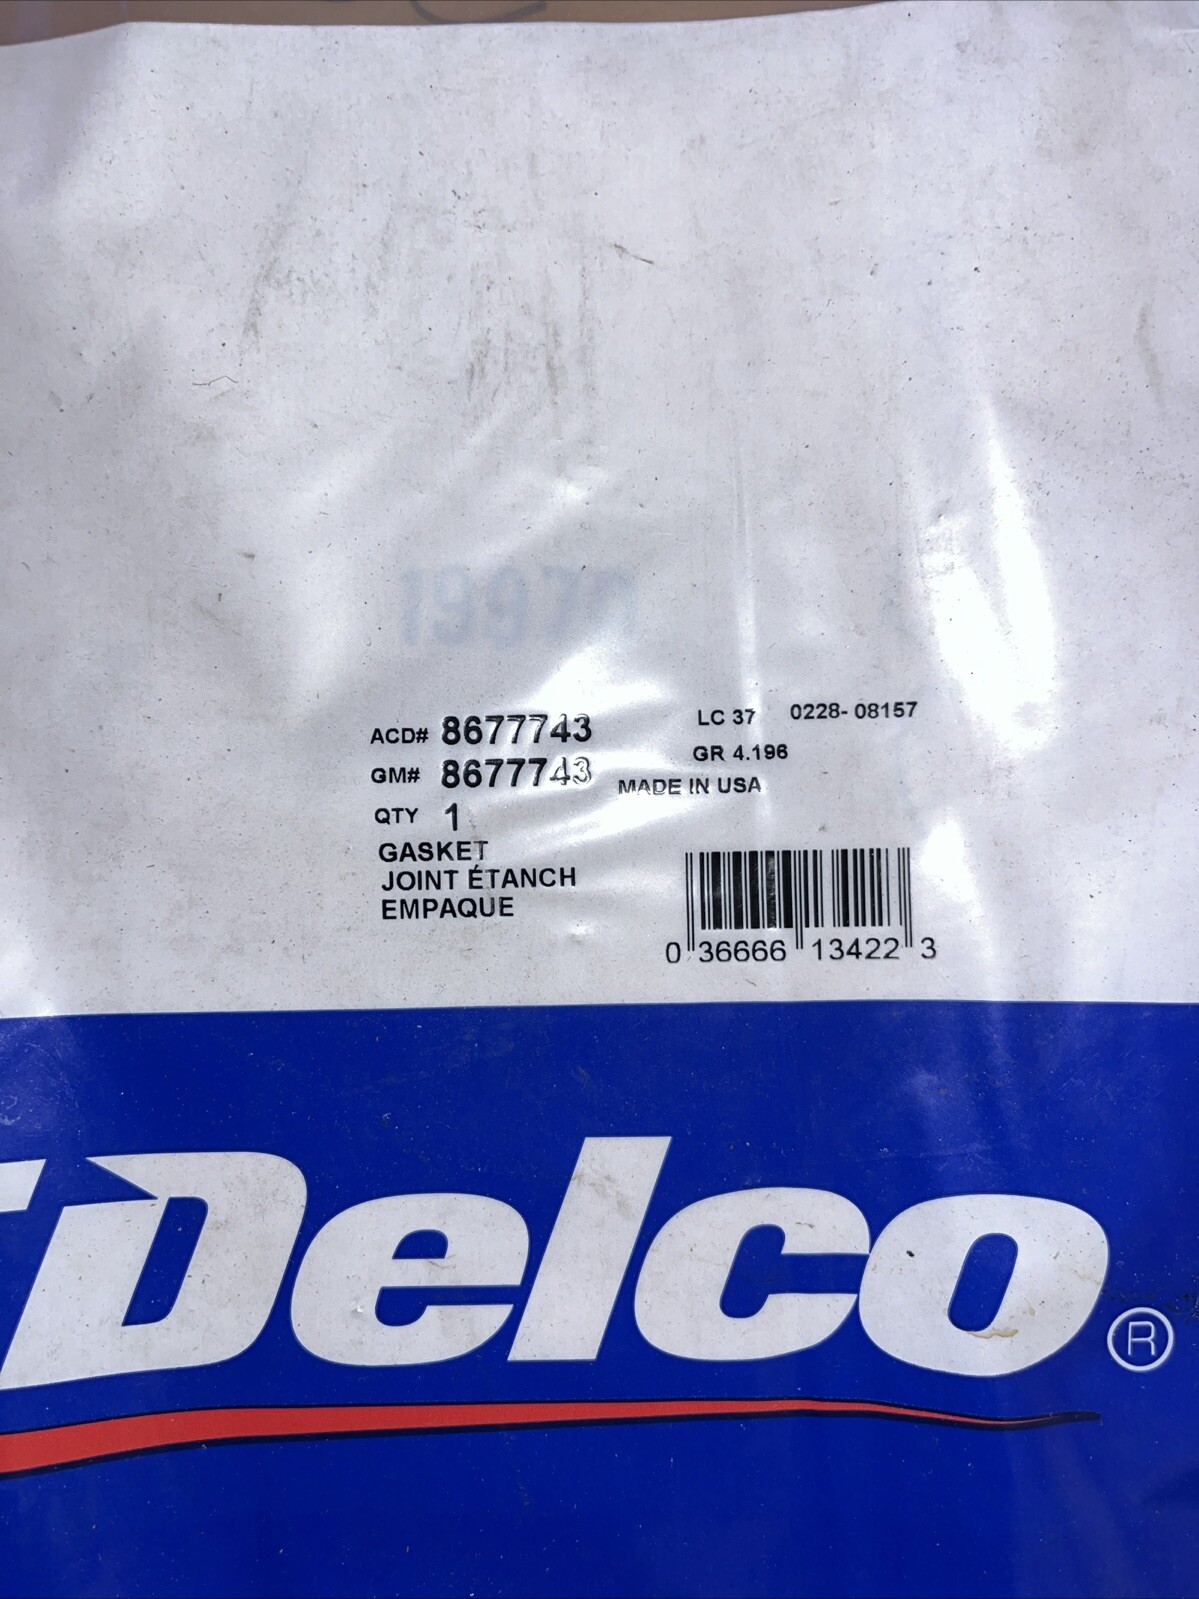 ACD# 8677743 LC 37 0228-08157
GR 4.196
GM# 8677743 MADE IN USA
QTY 1
GASKET
JOINT ÉTANCH
EMPAQUE
0 36666 13422 3
Delco®